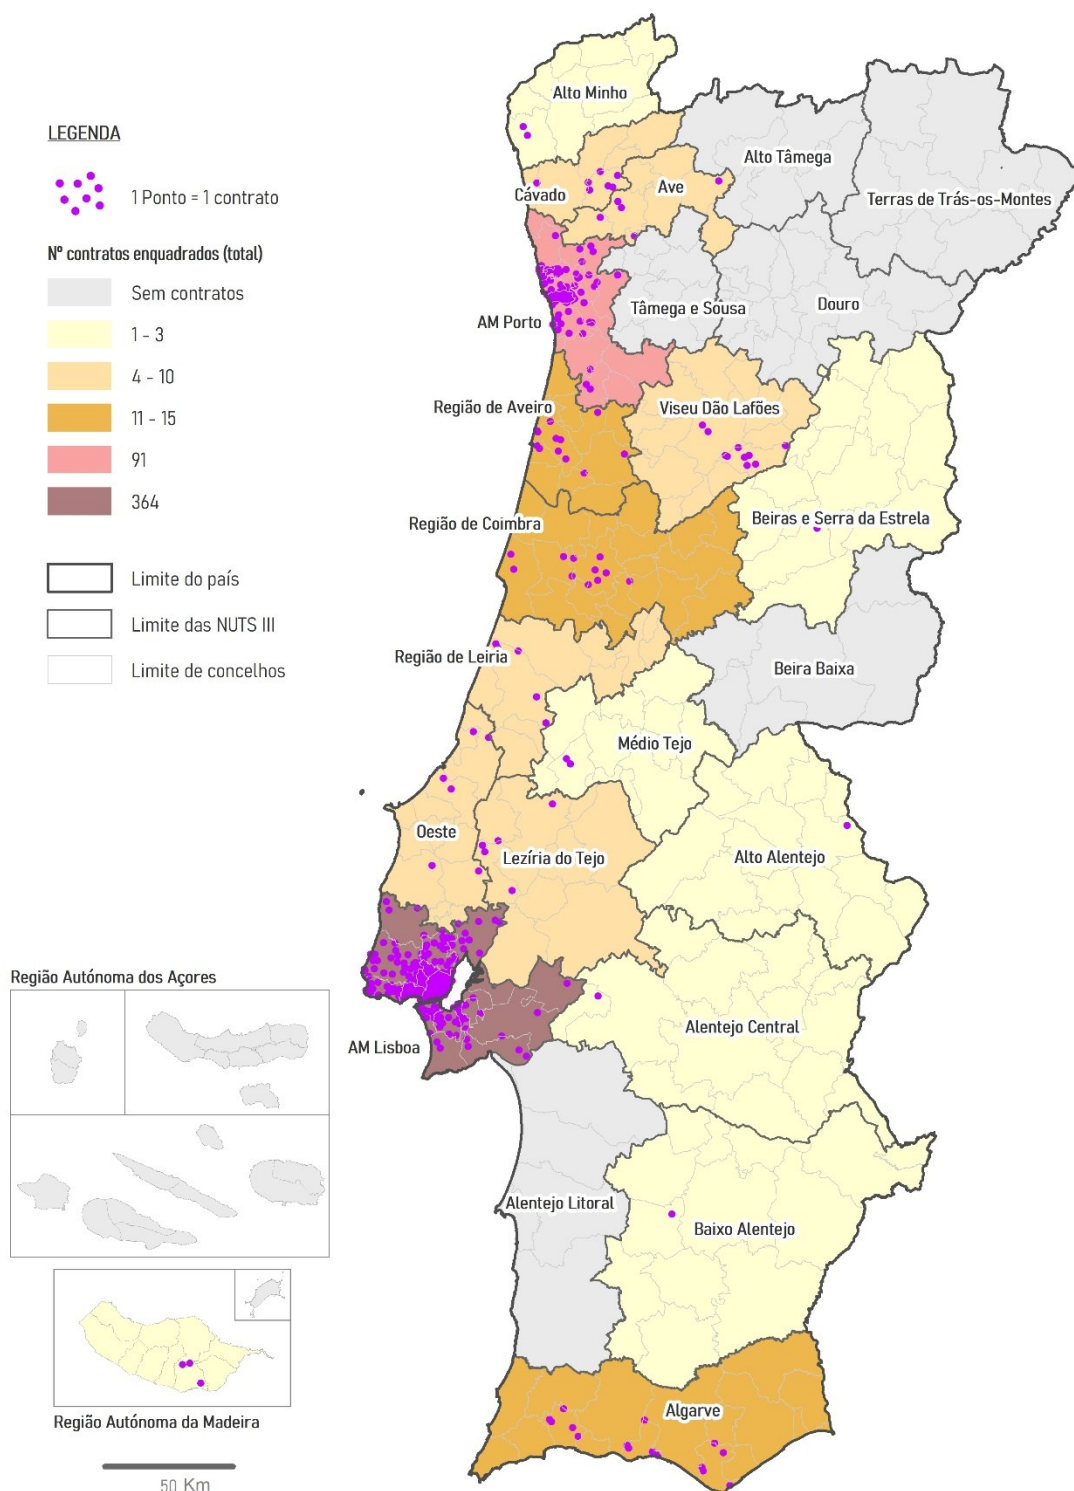 LEGENDA
1 Ponto = 1 contrato
Nº contratos enquadrados (total)
Sem contratos
1 - 3
4 - 10
11 - 15
91
364
Limite do país
Limite das NUTS III
Limite de concelhos
Alto Minho
Alto Tâmega
Terras de Trás-os-Montes
Cávado
Ave
Tâmega e Sousa
Douro
AM Porto
Região de Aveiro
Viseu Dão Lafões
Região de Coimbra
Beiras e Serra da Estrela
Região de Leiria
Beira Baixa
Médio Tejo
Oeste
Lezíria do Tejo
Alto Alentejo
Região Autónoma dos Açores
Alentejo Central
AM Lisboa
Alentejo Litoral
Baixo Alentejo
Região Autónoma da Madeira
Algarve
50 Km